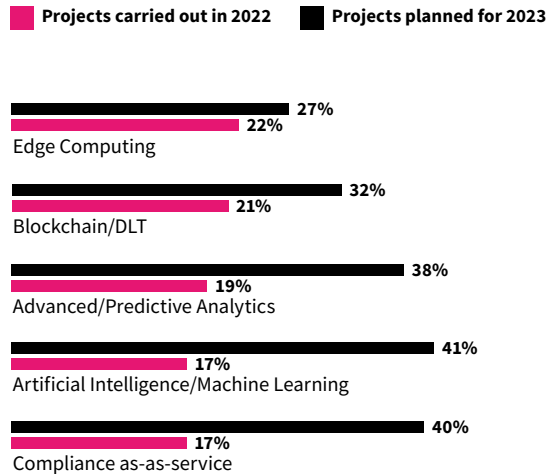 Projects carried out in 2022 Projects planned for 2023
27%
22%
Edge Computing
32%
21%
Blockchain/DLT
38%
19%
Advanced/Predictive Analytics
41%
17%
Artificial Intelligence/Machine Learning
40%
17%
Compliance as-as-service